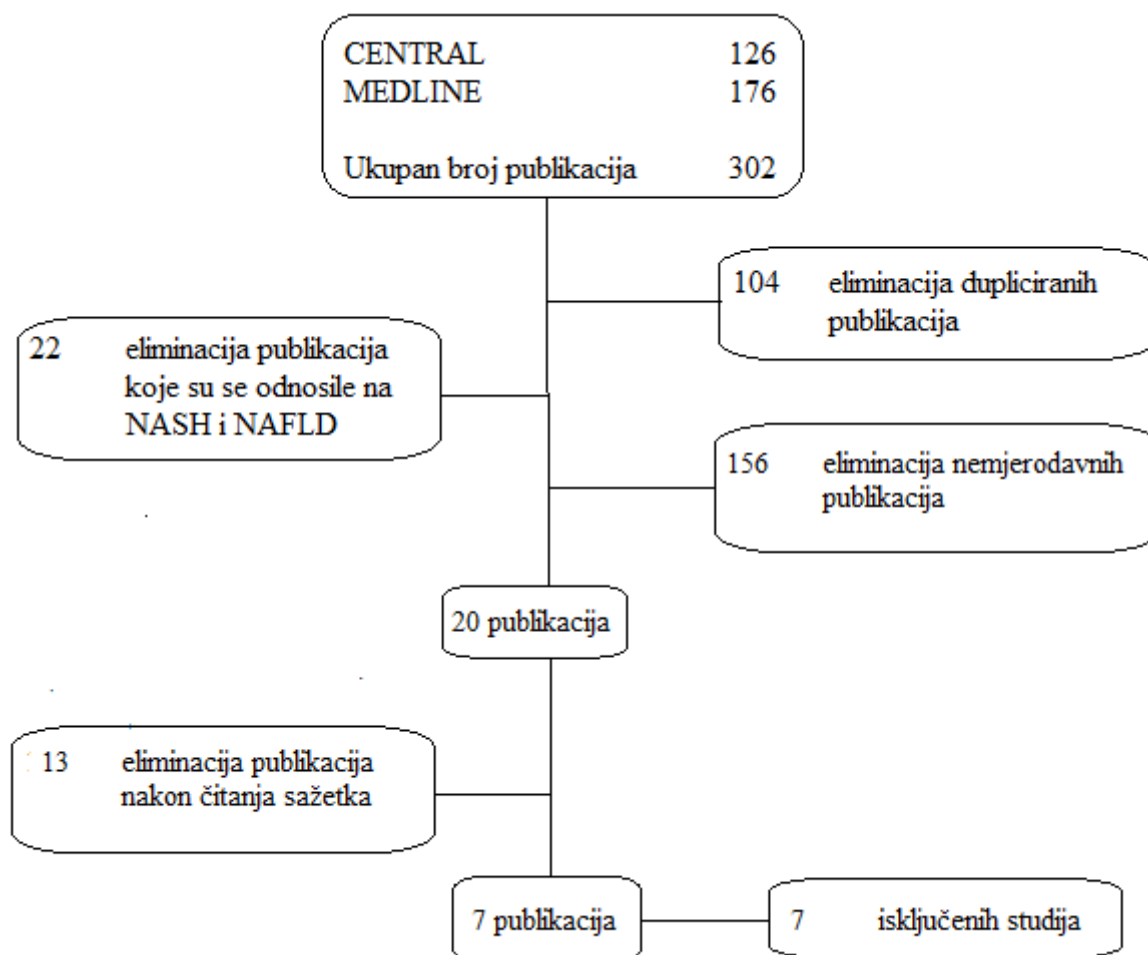 CENTRAL 126
MEDLINE 176
Ukupan broj publikacija 302
104 eliminacija dupliciranih
publikacija
22 eliminacija publikacija
koje su se odnosile na
NASH i NAFLD
156 eliminacija nemjerodavnih
publikacija
20 publikacija
13 eliminacija publikacija
nakon čitanja sažetka
7 publikacija
7 isključenih studija